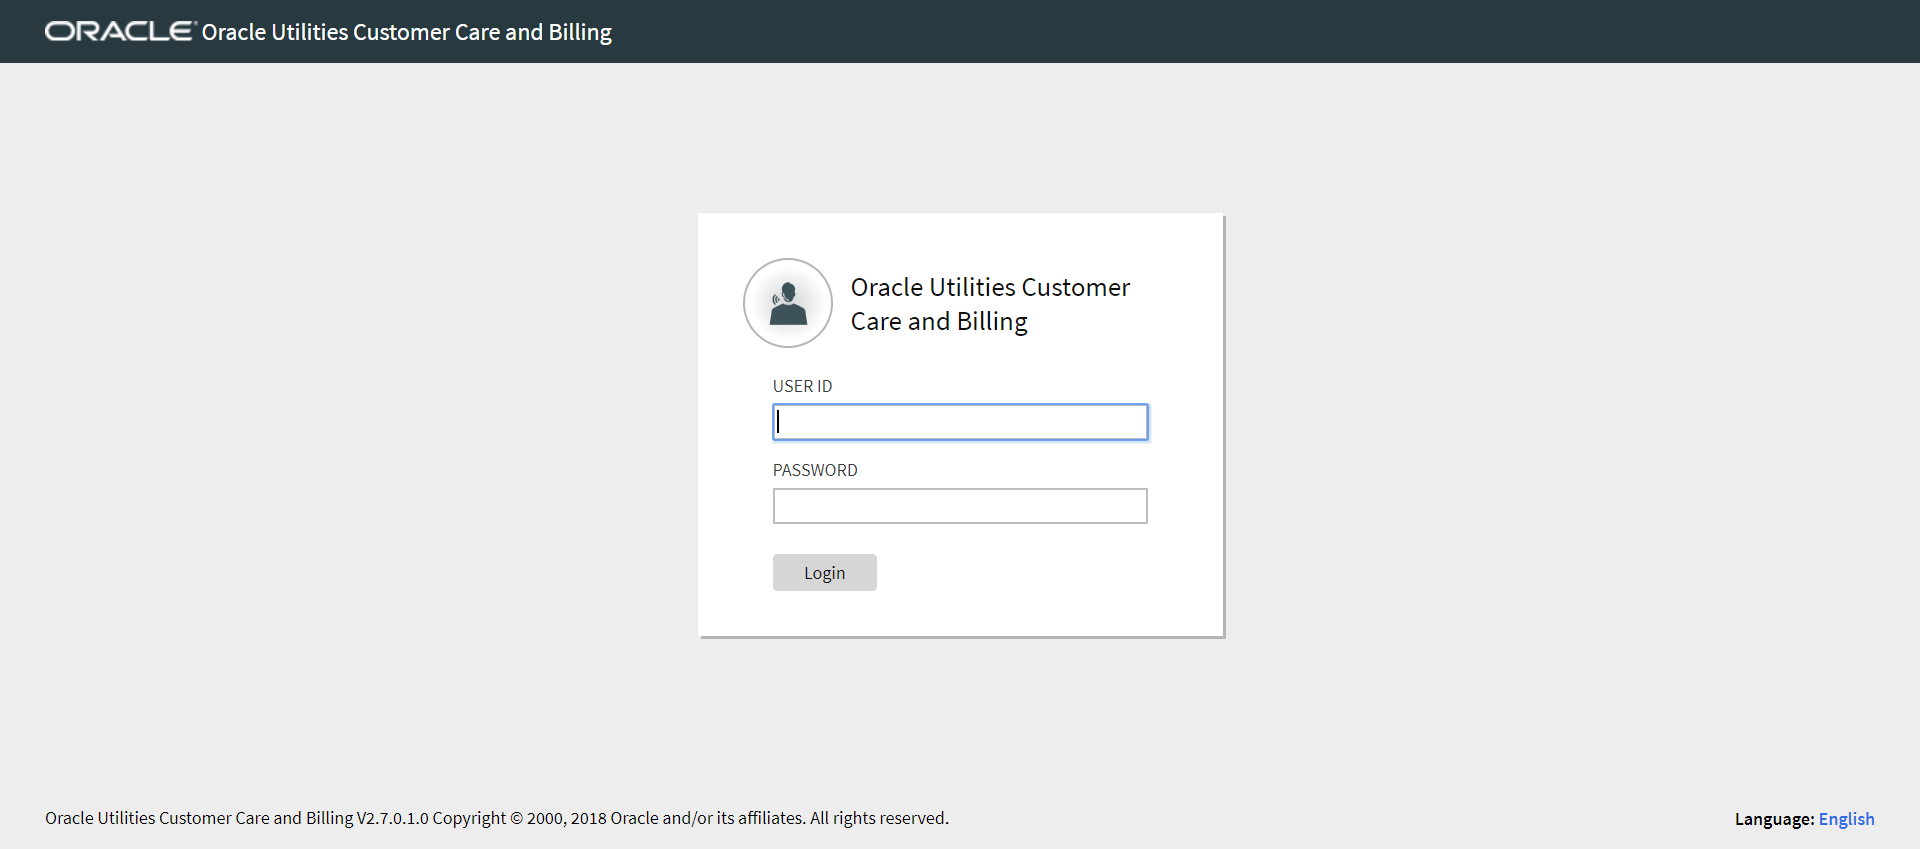 ORACLE® Oracle Utilities Customer Care and Billing
Oracle Utilities Customer
Care and Billing
USER ID
PASSWORD
Login
Oracle Utilities Customer Care and Billing V2.7.0.1.0 Copyright © 2000, 2018 Oracle and/or its affiliates. All rights reserved.
Language: English